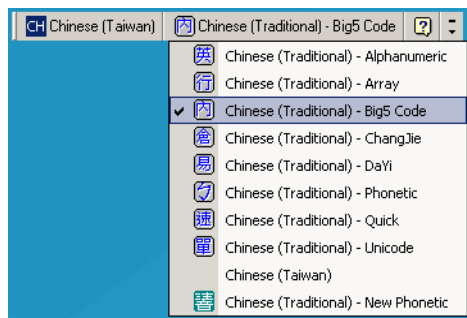 CH Chinese (Taiwan) 內 Chinese (Traditional) - Big5 Code ?
英 Chinese (Traditional) - Alphanumeric
行 Chinese (Traditional) - Array
✓ 內 Chinese (Traditional) - Big5 Code
倉 Chinese (Traditional) - ChangJie
易 Chinese (Traditional) - DaYi
ㄅ Chinese (Traditional) - Phonetic
速 Chinese (Traditional) - Quick
單 Chinese (Traditional) - Unicode
Chinese (Taiwan)
Chinese (Traditional) - New Phonetic